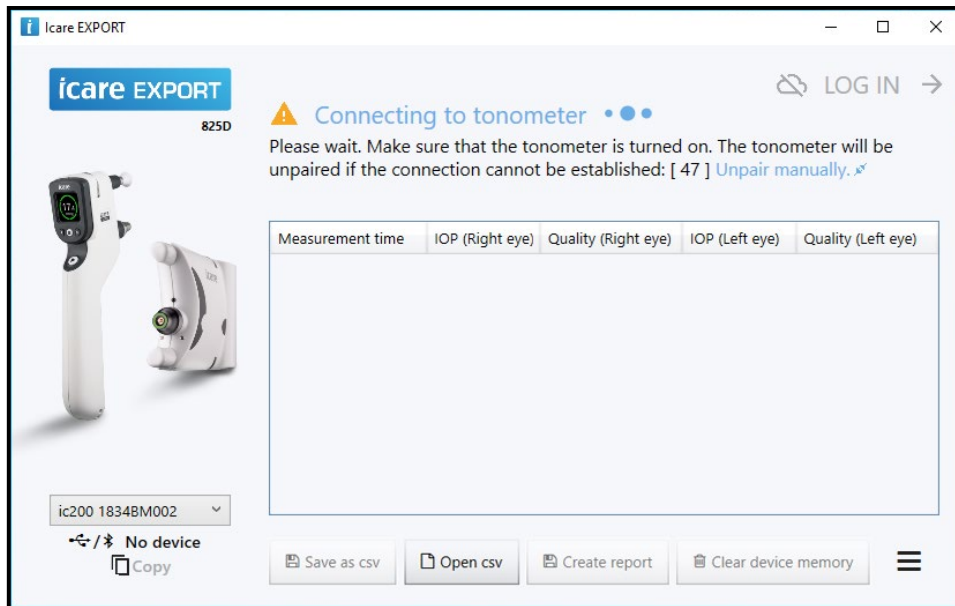 Icare EXPORT
icare EXPORT
825D
LOG IN
Connecting to tonometer
Please wait. Make sure that the tonometer is turned on. The tonometer will be
unpaired if the connection cannot be established: [ 47 ] Unpair manually.
Measurement time IOP (Right eye) Quality (Right eye) IOP (Left eye) Quality (Left eye)
ic200 1834BM002
/ No device
Copy
Save as csv Open csv Create report Clear device memory